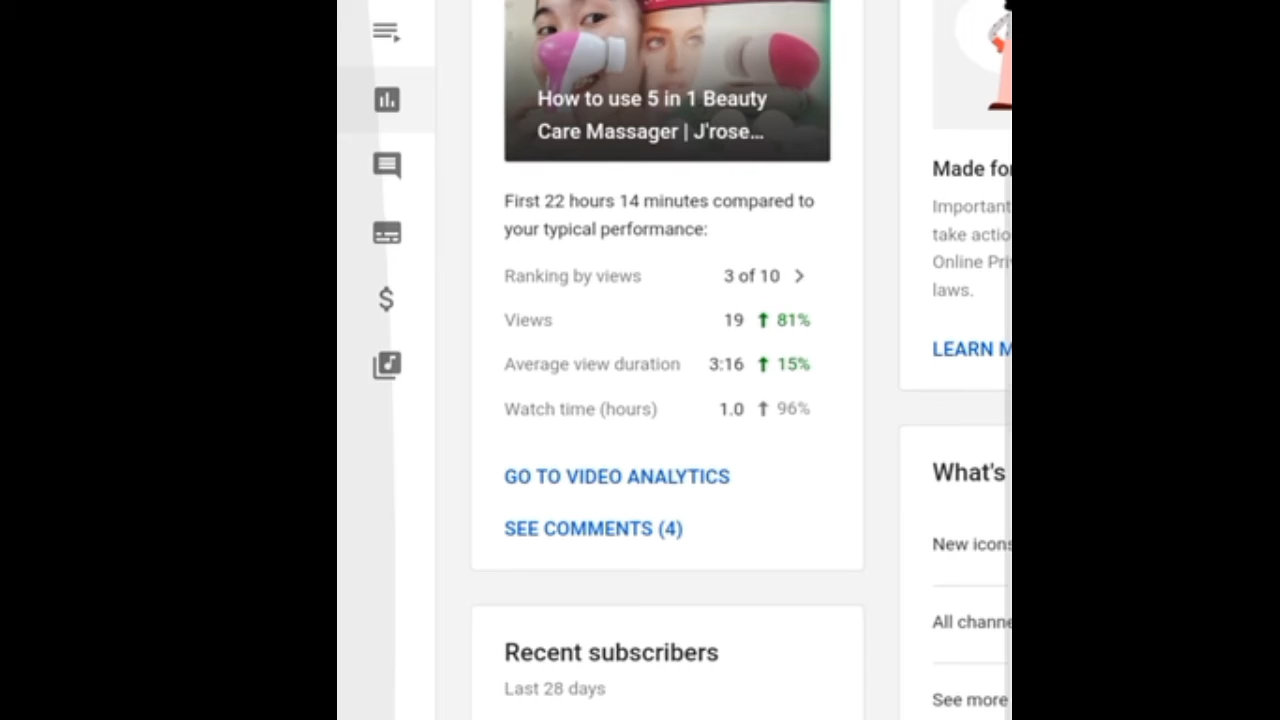 How to use 5 in 1 Beauty
Care Massager | J'rose...
First 22 hours 14 minutes compared to
your typical performance:
Ranking by views 3 of 10
Views 19 81%
Average view duration 3:16 15%
Watch time (hours) 1.0 96%
GO TO VIDEO ANALYTICS
SEE COMMENTS (4)
Recent subscribers
Last 28 days
Made fo
Important
take actio
Online Pri
laws.
LEARN M
What's
New icons
All channe
See more